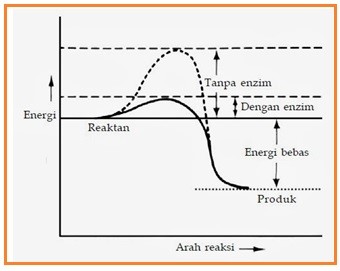 Tanpa enzim
Dengan enzim
Energi
Reaktan
Energi
bebas
Produk
Arah reaksi